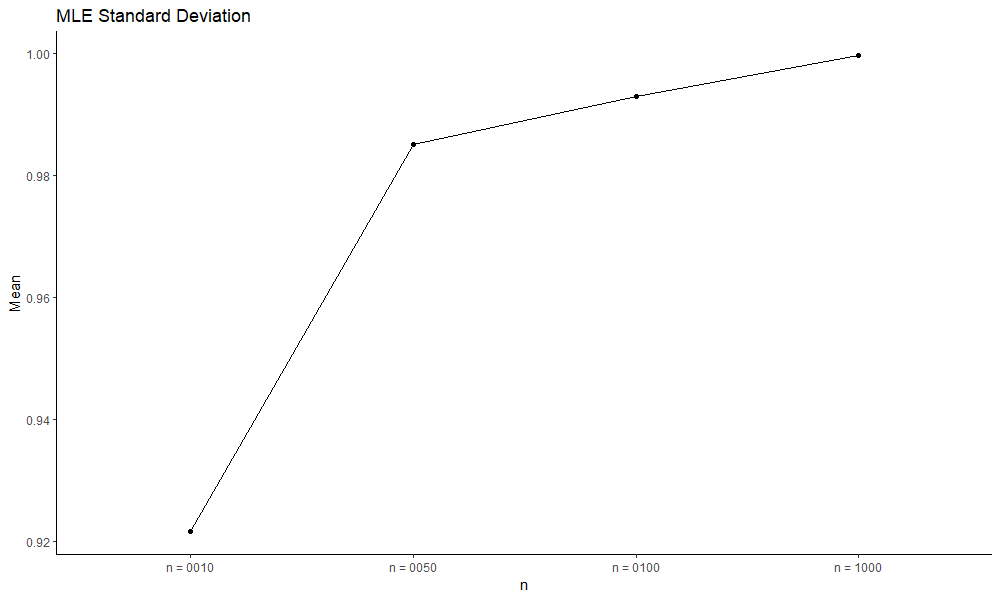 MLE Standard Deviation
1.00
0.98
0.96
0.94
0.92
Mean
n = 0010
n = 0050
n = 0100
n = 1000
n